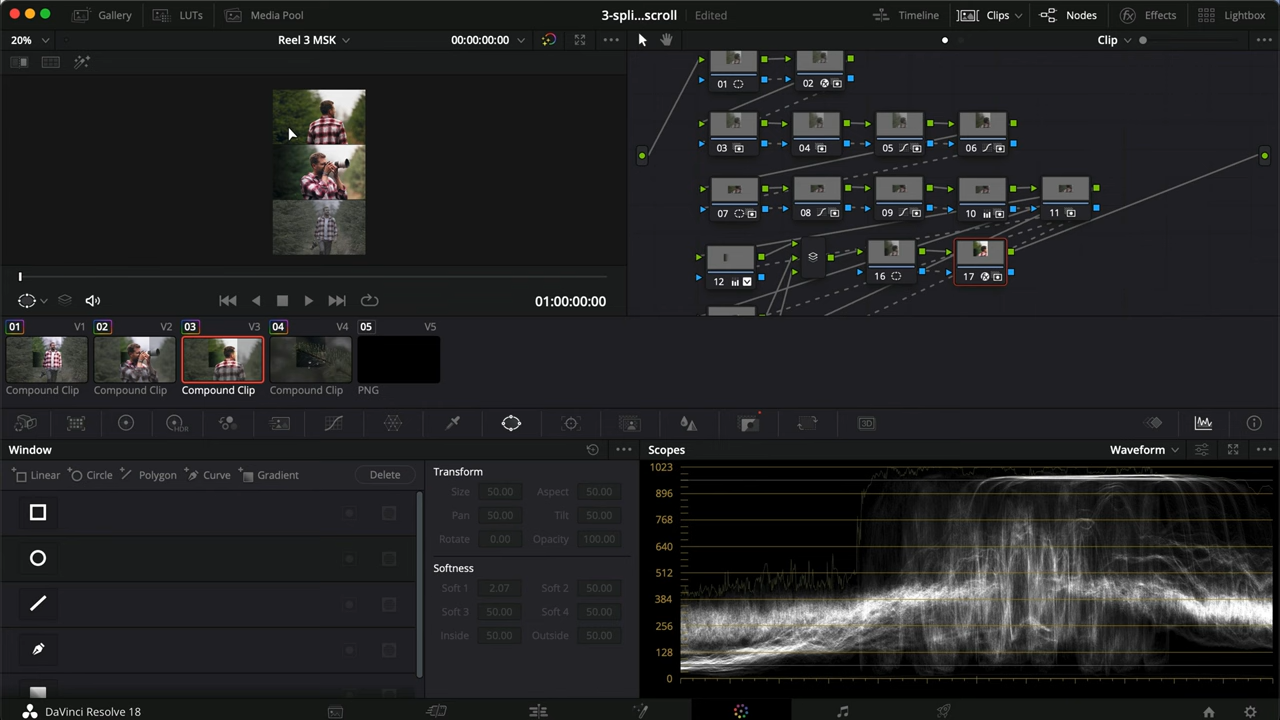 Gallery LUTs Media Pool 3-spli...scroll Edited Timeline Clips Nodes Effects Lightbox
20% Reel 3 MSK 00:00:00:00 Clip
01 02
03 04 05 06
07 08 09 10 11
12 16 17
01:00:00:00
01 V1 02 V2 03 V3 04 V4 05 V5
Compound Clip Compound Clip Compound Clip Compound Clip PNG
3D
Window Scopes Waveform
Linear Circle Polygon Curve Gradient Delete
Transform
Size 50.00 Aspect 50.00
Pan 50.00 Tilt 50.00
Rotate 0.00 Opacity 100.00
Softness
Soft 1 2.07 Soft 2 50.00
Soft 3 50.00 Soft 4 50.00
Inside 50.00 Outside 50.00
1023
896
768
640
512
384
256
128
0
DaVinci Resolve 18